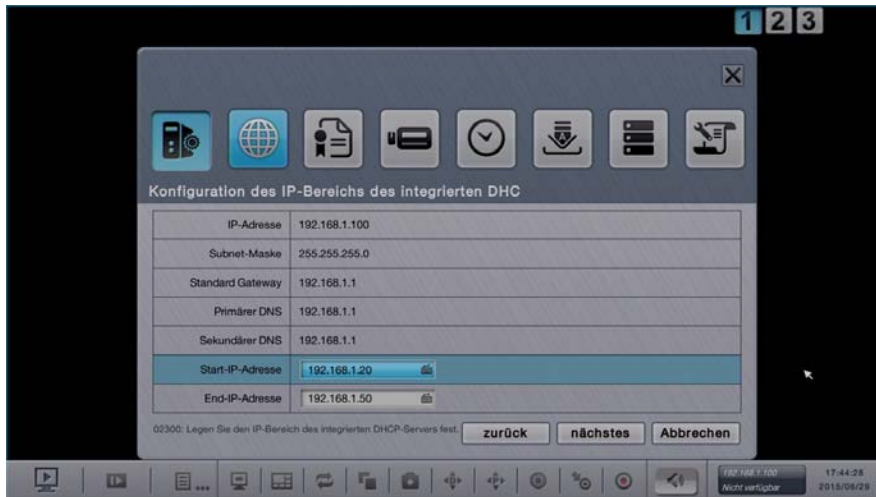 1 2 3
Konfiguration des IP-Bereichs des integrierten DHC
IP-Adresse 192.168.1.100
Subnet-Maske 255.255.255.0
Standard Gateway 192.168.1.1
Primärer DNS 192.168.1.1
Sekundärer DNS 192.168.1.1
Start-IP-Adresse 192.168.1.20
End-IP-Adresse 192.168.1.50
02300: Legen Sie den IP-Bereich des integrierten DHCP-Servers fest.
zurück nächstes Abbrechen
192.168.1.100 17:44:28
Nicht verfügbar 2015/06/29